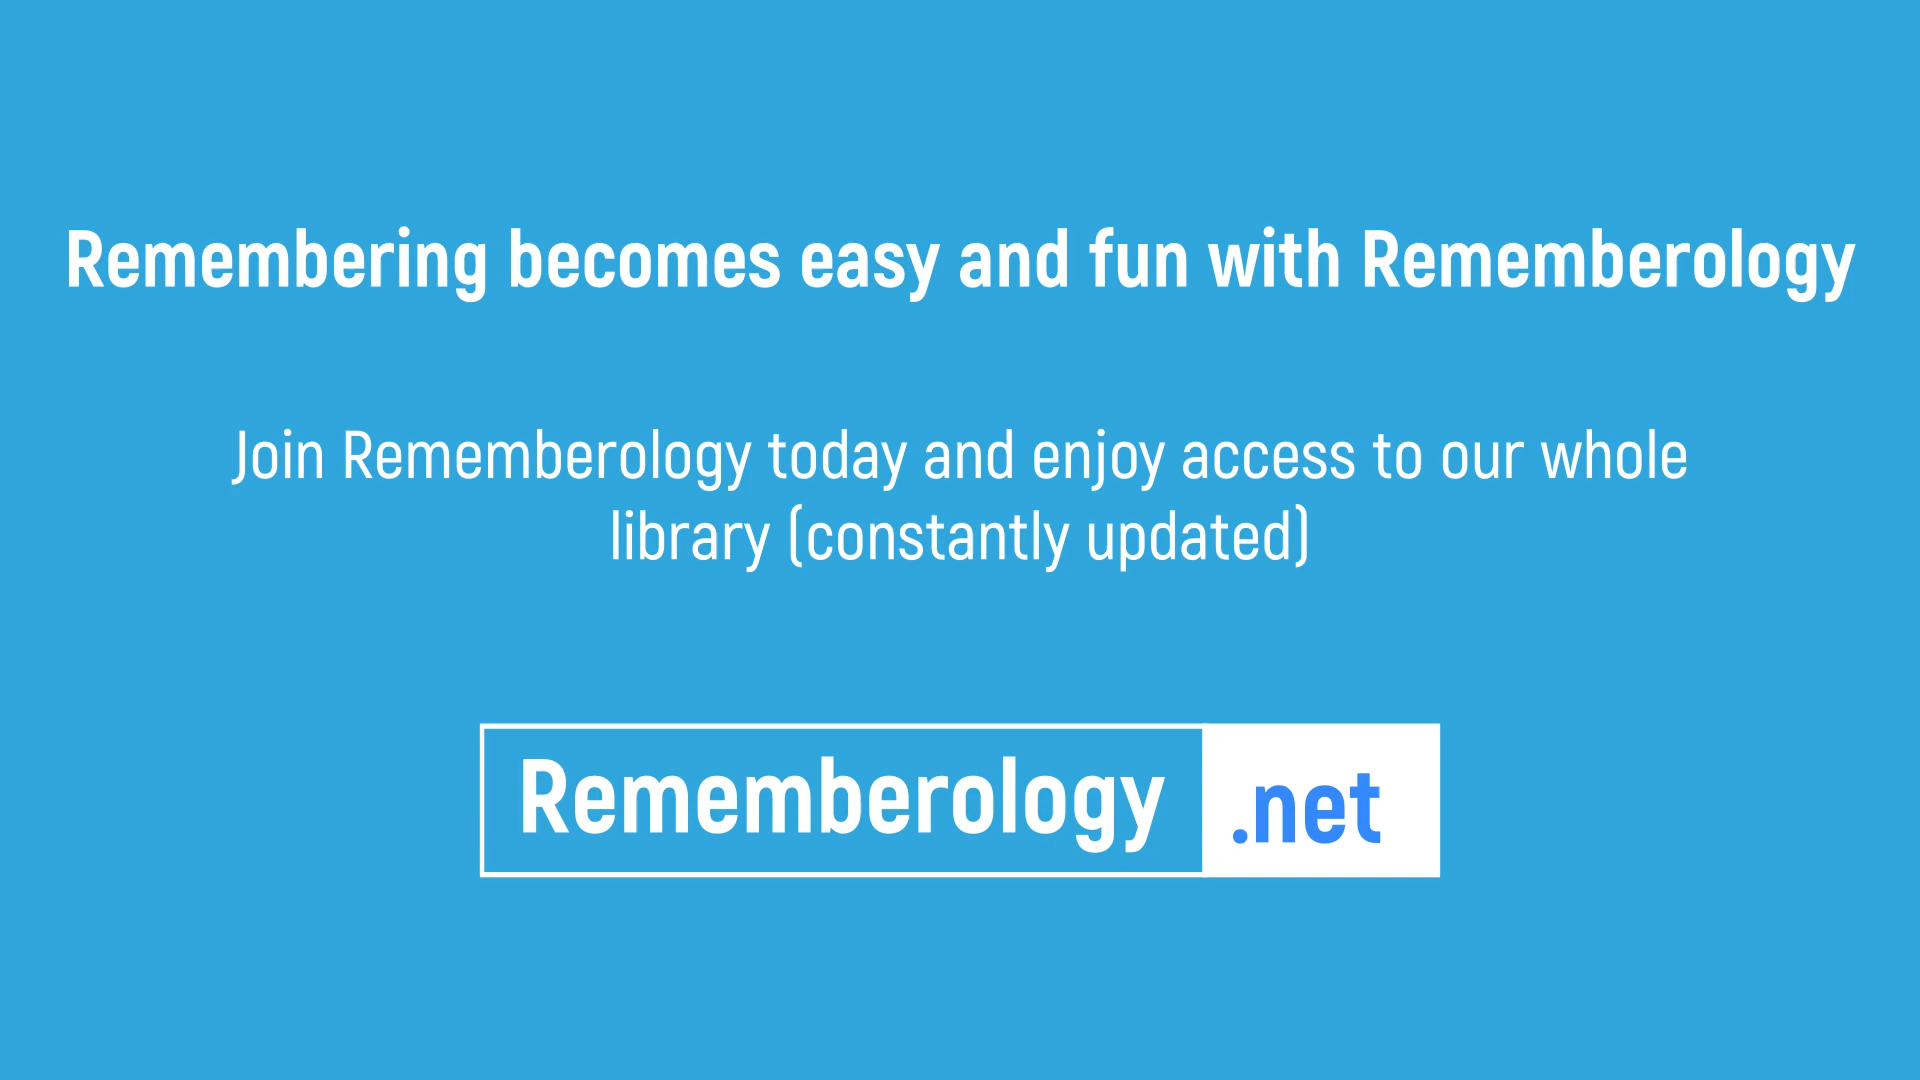 Remembering becomes easy and fun with Rememberology
Join Rememberology today and enjoy access to our whole
library (constantly updated)
Rememberology .net